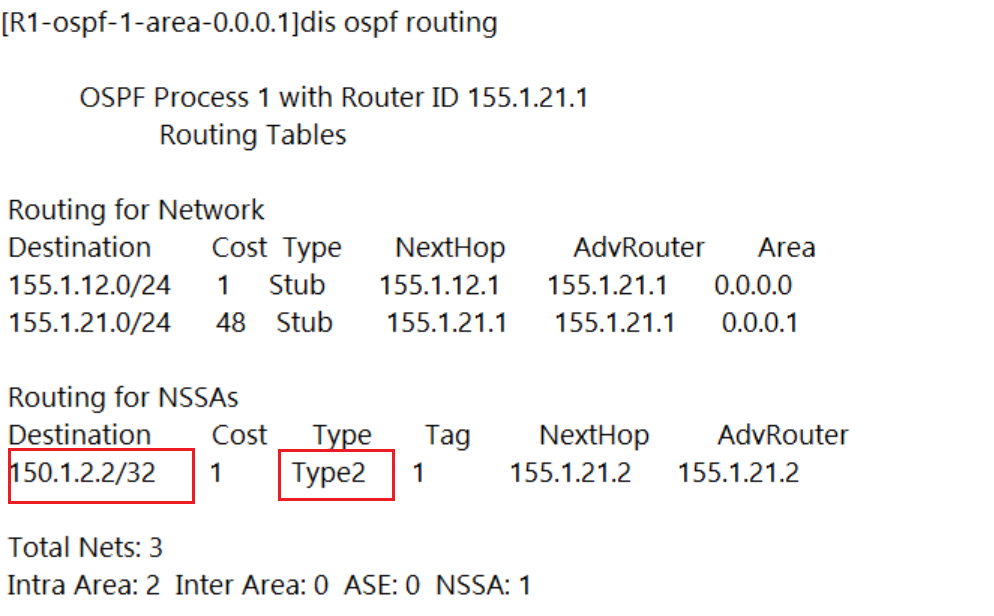 [R1-ospf-1-area-0.0.0.1]dis ospf routing
OSPF Process 1 with Router ID 155.1.21.1
Routing Tables
Routing for Network
Destination Cost Type NextHop AdvRouter Area
155.1.12.0/24 1 Stub 155.1.12.1 155.1.21.1 0.0.0.0
155.1.21.0/24 48 Stub 155.1.21.1 155.1.21.1 0.0.0.1
Routing for NSSAs
Destination Cost Type Tag NextHop AdvRouter
150.1.2.2/32 1 Type2 1 155.1.21.2 155.1.21.2
Total Nets: 3
Intra Area: 2 Inter Area: 0 ASE: 0 NSSA: 1